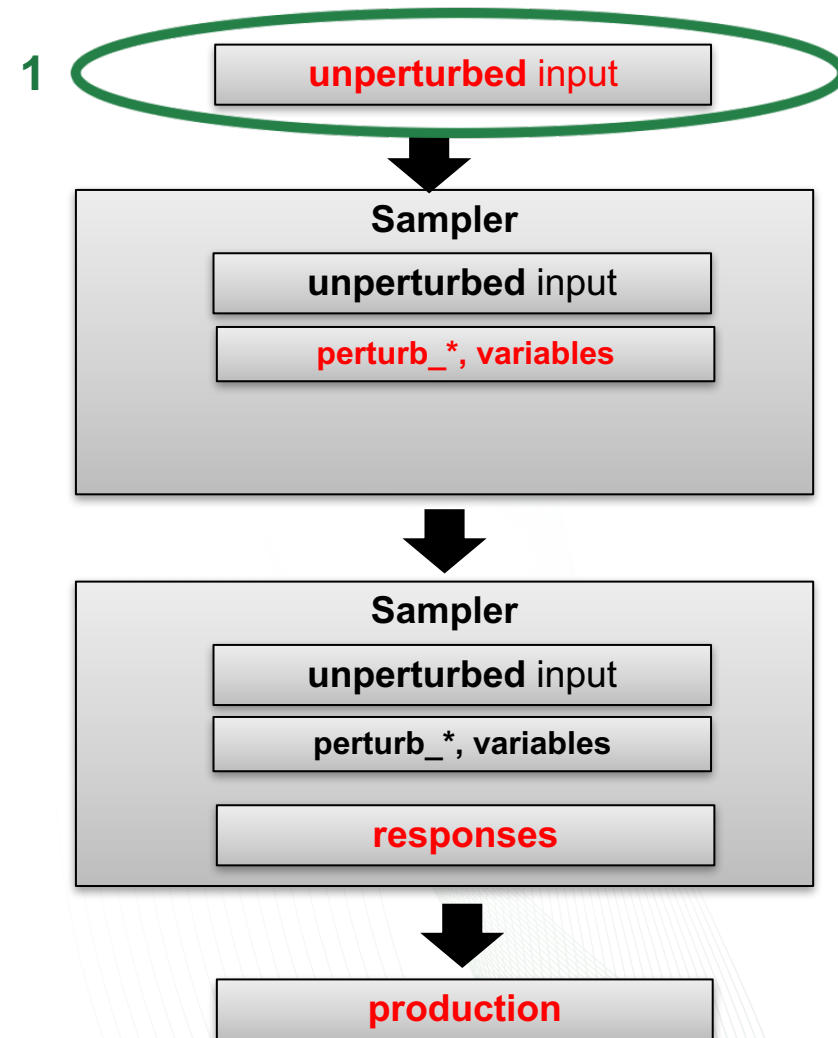 1
unperturbed input
Sampler
unperturbed input
perturb_*, variables
Sampler
unperturbed input
perturb_*, variables
responses
production